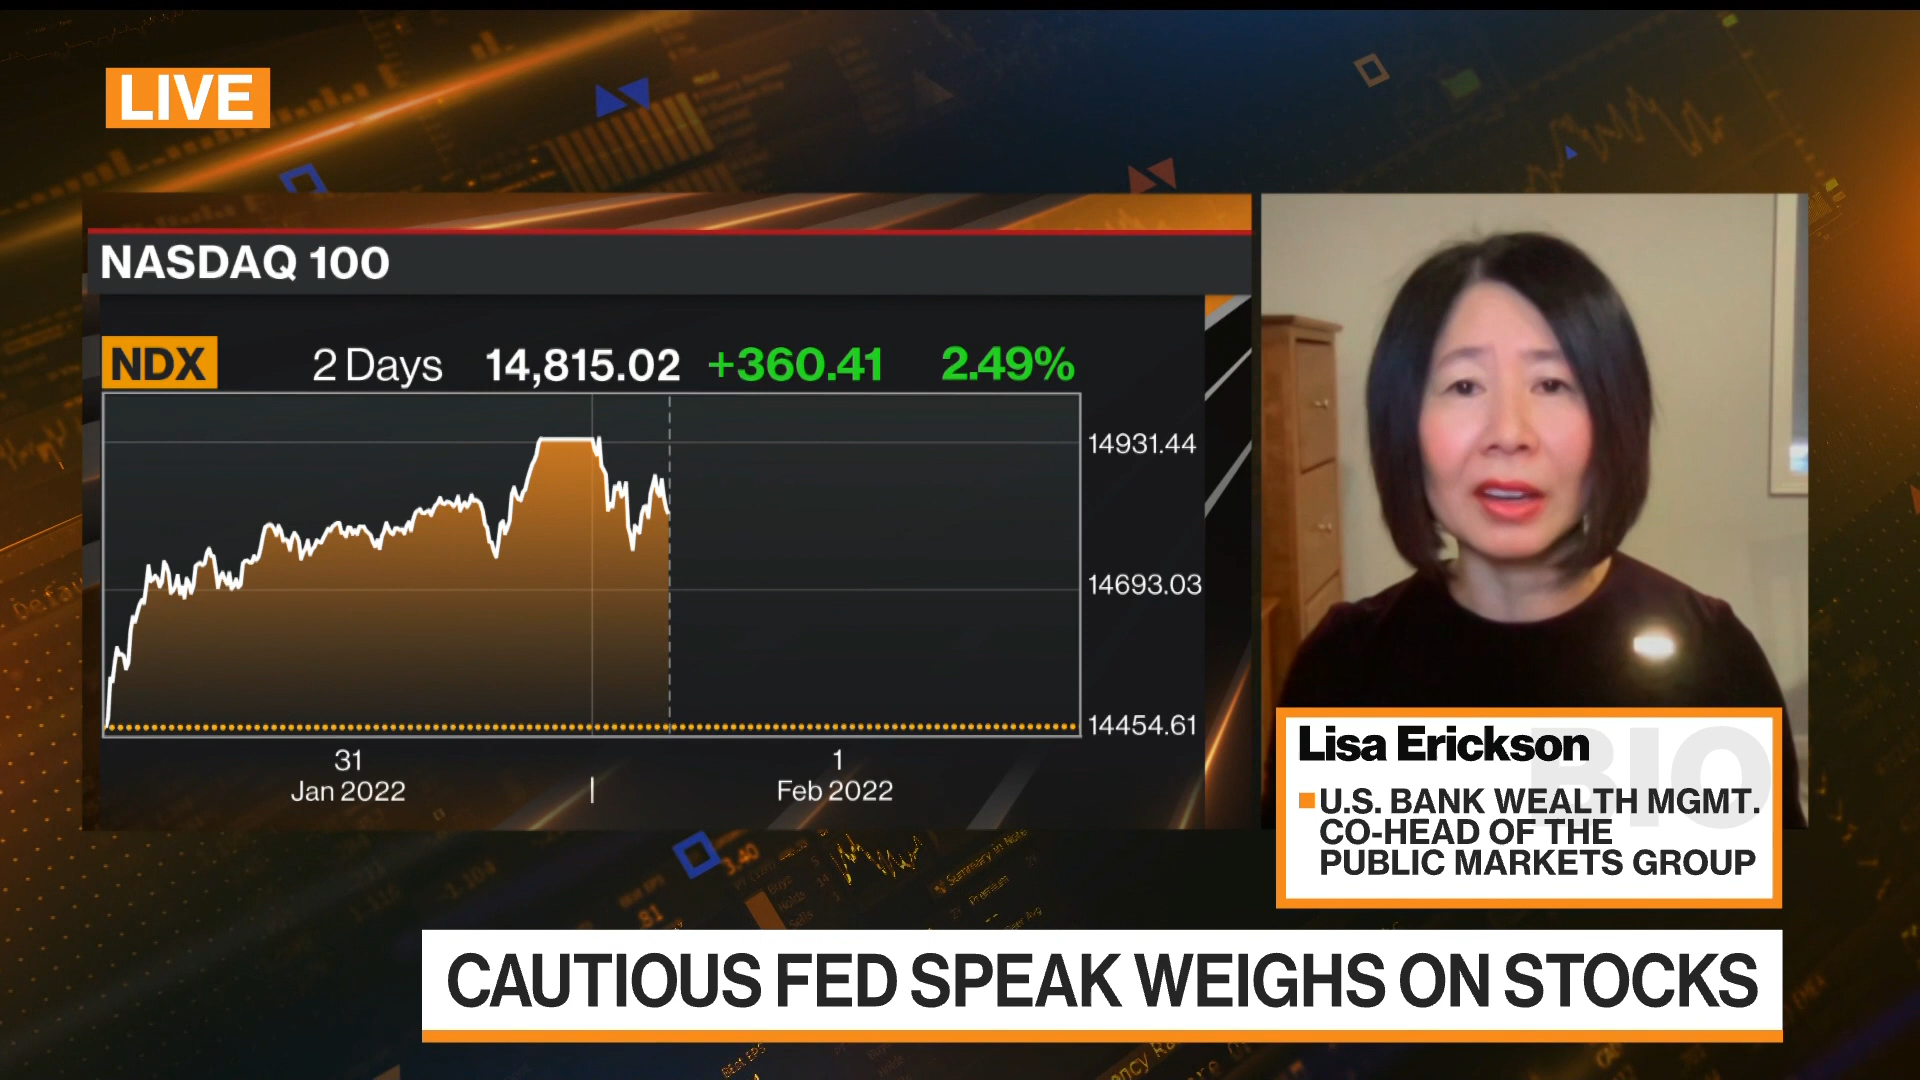 LIVE
NASDAQ 100
NDX 2 Days 14,815.02 +360.41 2.49%
14931.44
14693.03
14454.61
31 1
Jan 2022 Feb 2022
BIO
Lisa Erickson
U.S. BANK WEALTH MGMT.
CO-HEAD OF THE
PUBLIC MARKETS GROUP
CAUTIOUS FED SPEAK WEIGHS ON STOCKS